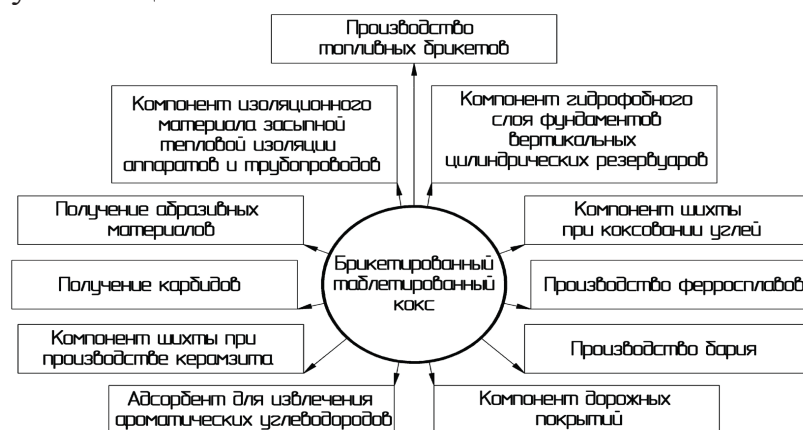 Производство
топливных брикетов
Компонент изоляционного
материала засыпной
тепловой изоляции
аппаратов и трубопроводов
Компонент гидрофобного
слоя фундаментов
вертикальных
цилиндрических резервуаров
Получение абразивных
материалов
Компонент шихты
при коксовании углей
Брикетированный
таблетированный
кокс
Получение карбидов
Производство ферросплавов
Компонент шихты при
производстве керамзита
Производство бария
Адсорбент для извлечения
ароматических углеводородов
Компонент дорожных
покрытий